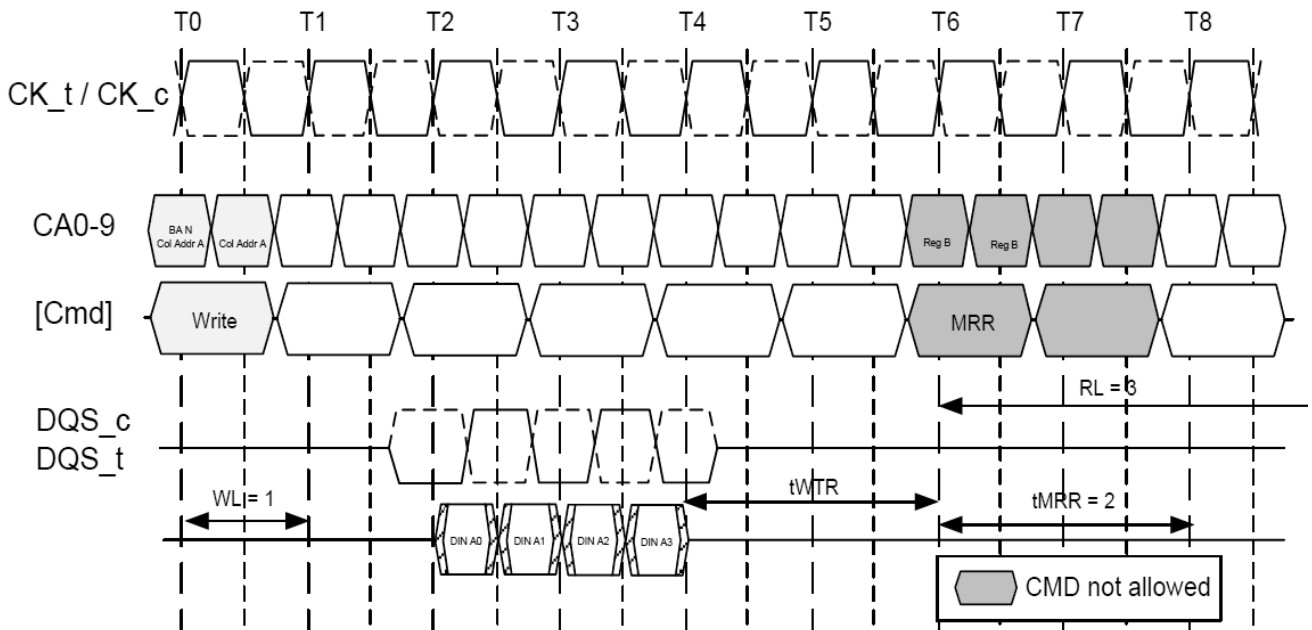 T0 T1 T2 T3 T4 T5 T6 T7 T8
CK_t / CK_c
CA0-9
BA N
Col Addr A
Col Addr A
Reg B
Reg B
[Cmd]
Write
MRR
RL = 3
DQS_c
DQS_t
WL = 1
tWTR
tMRR = 2
DIN A0
DIN A1
DIN A2
DIN A3
CMD not allowed